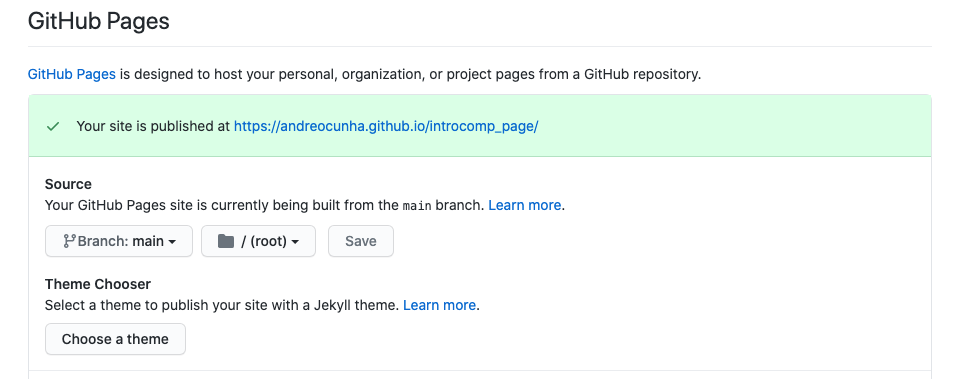 GitHub Pages
GitHub Pages is designed to host your personal, organization, or project pages from a GitHub repository.
Your site is published at https://andreocunha.github.io/introcomp_page/
Source
Your GitHub Pages site is currently being built from the main branch. Learn more.
Branch: main / (root) Save
Theme Chooser
Select a theme to publish your site with a Jekyll theme. Learn more.
Choose a theme